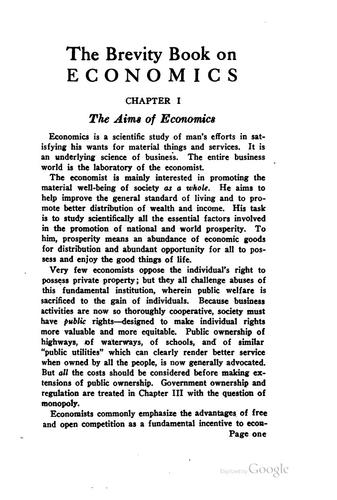 The Brevity Book on
ECONOMICS
CHAPTER I
The Aims of Economics
Economics is a scientific study of man's efforts in sat-
isfying his wants for material things and services. It is
an underlying science of business. The entire business
world is the laboratory of the economist.
The economist is mainly interested in promoting the
material well-being of society as a whole. He aims to
help improve the general standard of living and to pro-
mote better distribution of wealth and income. His task
is to study scientifically all the essential factors involved
in the promotion of national and world prosperity. To
him, prosperity means an abundance of economic goods
for distribution and abundant opportunity for all to pos-
sess and enjoy the good things of life.
Very few economists oppose the individual's right to
possess private property; but they all challenge abuses of
this fundamental institution, wherein public welfare is
sacrificed to the gain of individuals. Because business
activities are now so thoroughly cooperative, society must
have public rights—designed to make individual rights
more valuable and more equitable. Public ownership of
highways, of waterways, of schools, and of similar
"public utilities" which can clearly render better service
when owned by all the people, is now generally advocated.
But all the costs should be considered before making ex-
tensions of public ownership. Government ownership and
regulation are treated in Chapter III with the question of
monopoly.
Economists commonly emphasize the advantages of free
and open competition as a fundamental incentive to econ-
Page one
Digitized by Google